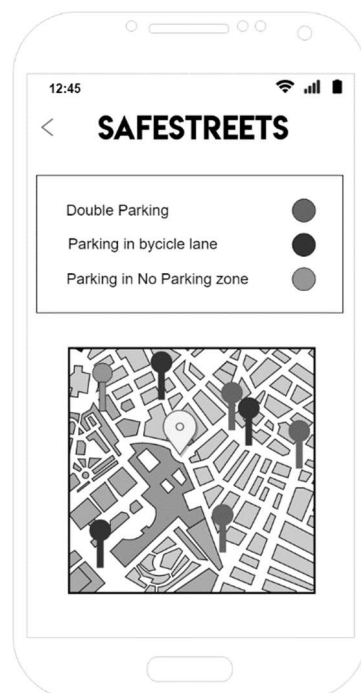 12:45
SAFESTREETS
Double Parking
Parking in bycicle lane
Parking in No Parking zone